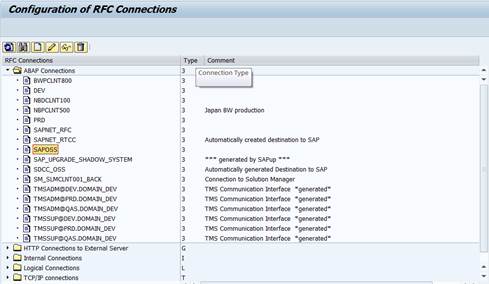 Configuration of RFC Connections
RFC Connections Type Comment
ABAP Connections 3
Connection Type
BWPCLNT800 3
DEV 3
NBDCLNT100 3
NBPCLNT500 3 Japan BW production
PRD 3
SAPNET_RFC 3
SAPNET_RTCC 3 Automatically created destination to SAP
SAPOSS 3
SAP_UPGRADE_SHADOW_SYSTEM 3 *** generated by SAPup ***
SDCC_OSS 3 Automatically generated Destination to SAP
SM_SLMCLNT001_BACK 3 Connection to Solution Manager
TMSADM@DEV.DOMAIN_DEV 3 TMS Communication Interface *generated*
TMSADM@PRD.DOMAIN_DEV 3 TMS Communication Interface *generated*
TMSADM@QAS.DOMAIN_DEV 3 TMS Communication Interface *generated*
TMSSUP@DEV.DOMAIN_DEV 3 TMS Communication Interface *generated*
TMSSUP@PRD.DOMAIN_DEV 3 TMS Communication Interface *generated*
TMSSUP@QAS.DOMAIN_DEV 3 TMS Communication Interface *generated*
HTTP Connections to External Server G
Internal Connections I
Logical Connections L
TCP/IP connections T